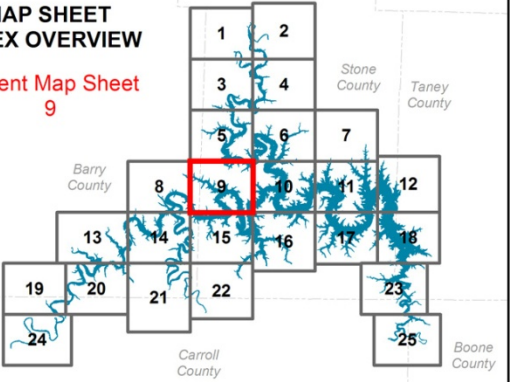 MAP SHEET
EX OVERVIEW
ent Map Sheet
9
1 2
3 4
Stone
County
Taney
County
5 6 7
Barry
County
8 9 10 11 12
13 14 15 16 17 18
19 20 21 22 23
24 25
Carroll
County
Boone
County